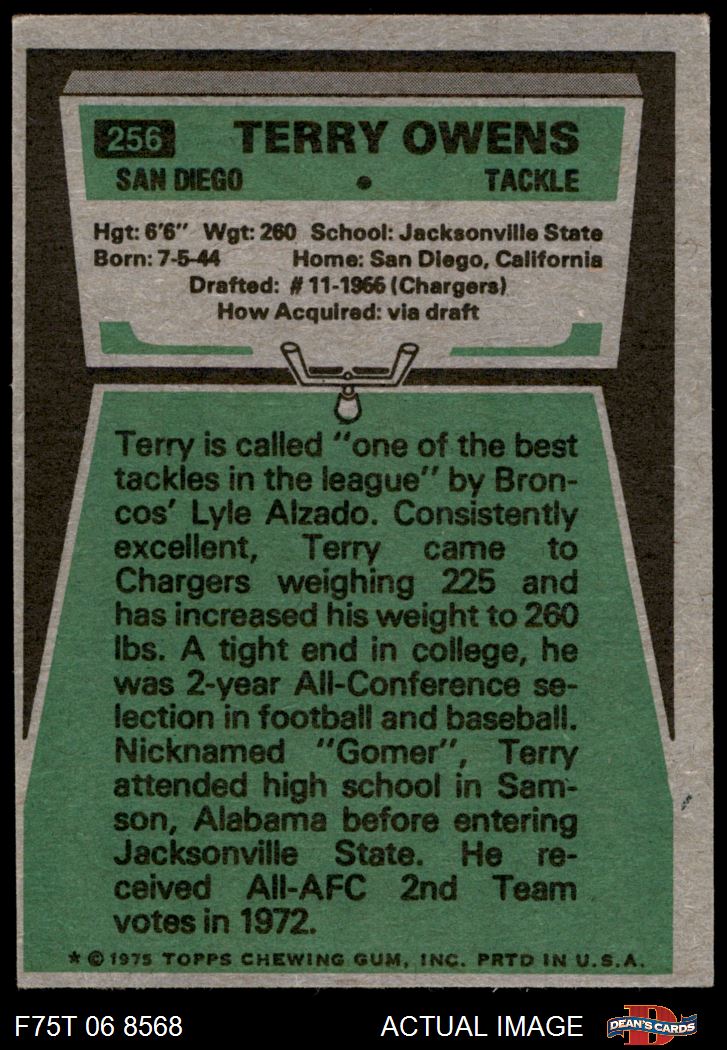 256 TERRY OWENS
SAN DIEGO • TACKLE
Hgt: 6'6" Wgt: 260 School: Jacksonville State
Born: 7-5-44 Home: San Diego, California
Drafted: #11-1966 (Chargers)
How Acquired: via draft
Terry is called "one of the best
tackles in the league" by Bron-
cos' Lyle Alzado. Consistently
excellent, Terry came to
Chargers weighing 225 and
has increased his weight to 260
lbs. A tight end in college, he
was 2-year All-Conference se-
lection in football and baseball.
Nicknamed "Gomer", Terry
attended high school in Sam-
son, Alabama before entering
Jacksonville State. He re-
ceived All-AFC 2nd Team
votes in 1972.
* © 1975 TOPPS CHEWING GUM, INC. PRTD IN U.S.A.
F75T 06 8568 ACTUAL IMAGE D DEAN'S CARDS